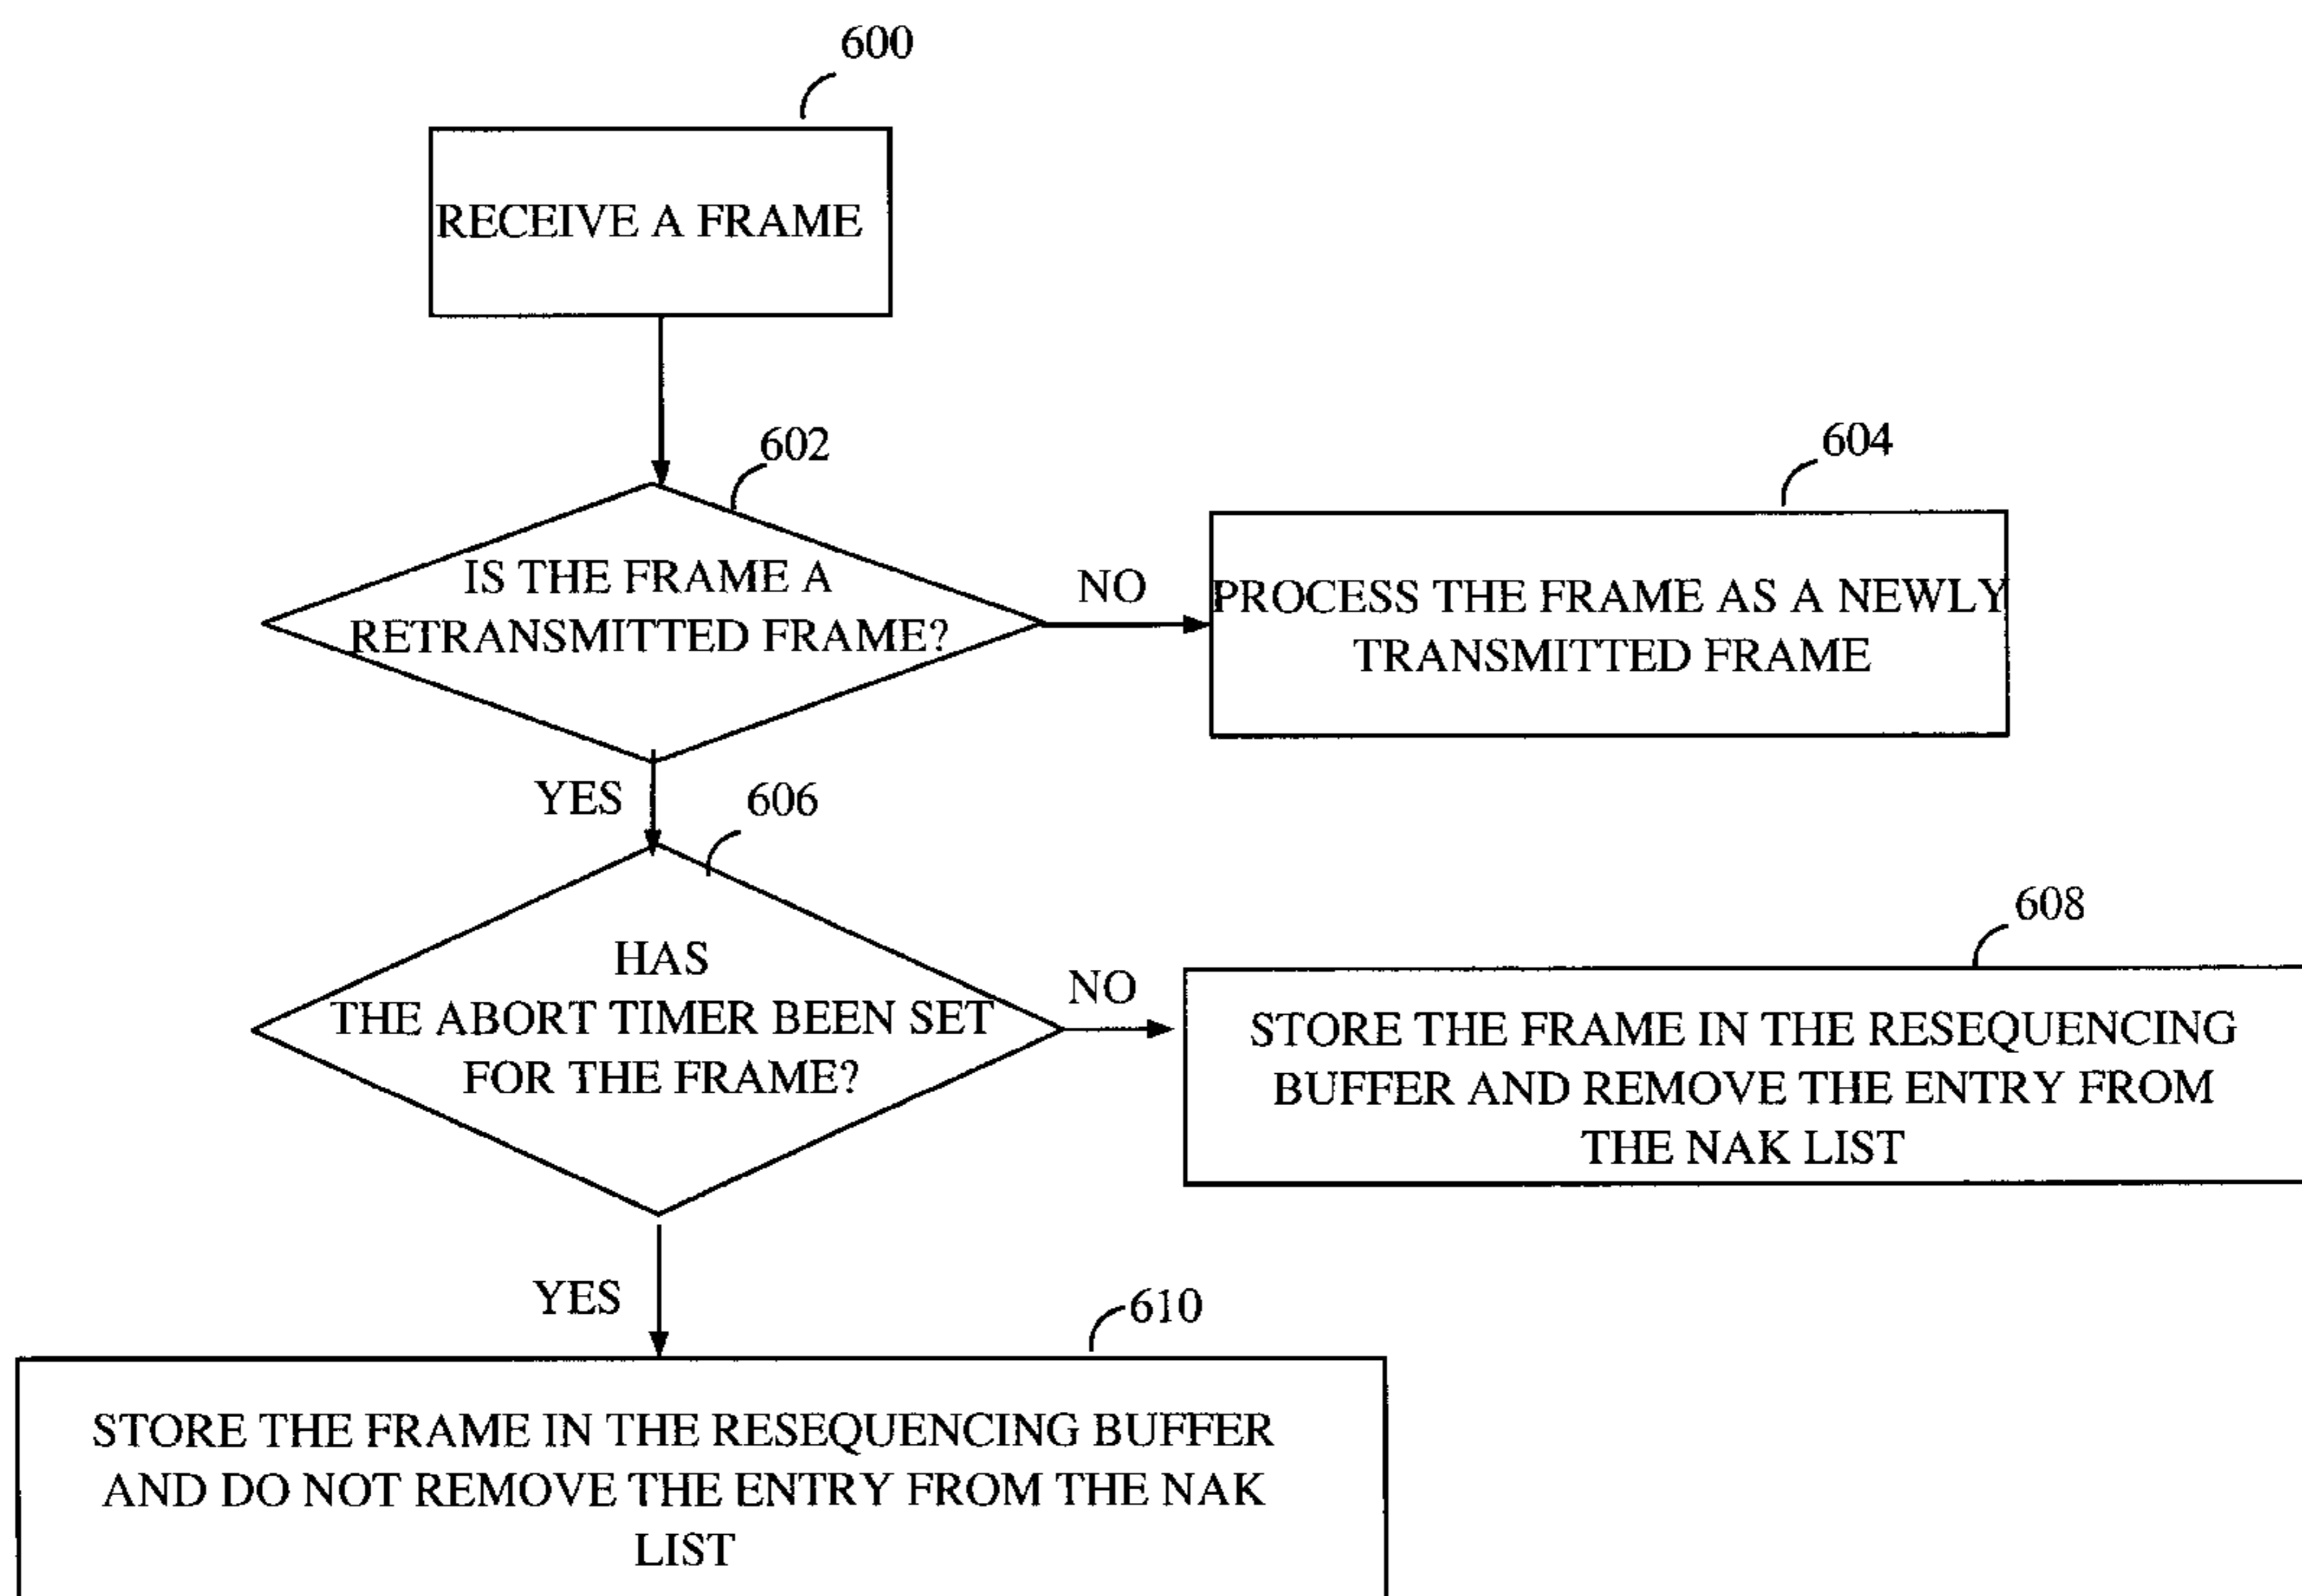 600
RECEIVE A FRAME
602
IS THE FRAME A
RETRANSMITTED FRAME?
NO
604
PROCESS THE FRAME AS A NEWLY
TRANSMITTED FRAME
YES
606
HAS
THE ABORT TIMER BEEN SET
FOR THE FRAME?
NO
608
STORE THE FRAME IN THE RESEQUENCING
BUFFER AND REMOVE THE ENTRY FROM
THE NAK LIST
YES
610
STORE THE FRAME IN THE RESEQUENCING BUFFER
AND DO NOT REMOVE THE ENTRY FROM THE NAK
LIST